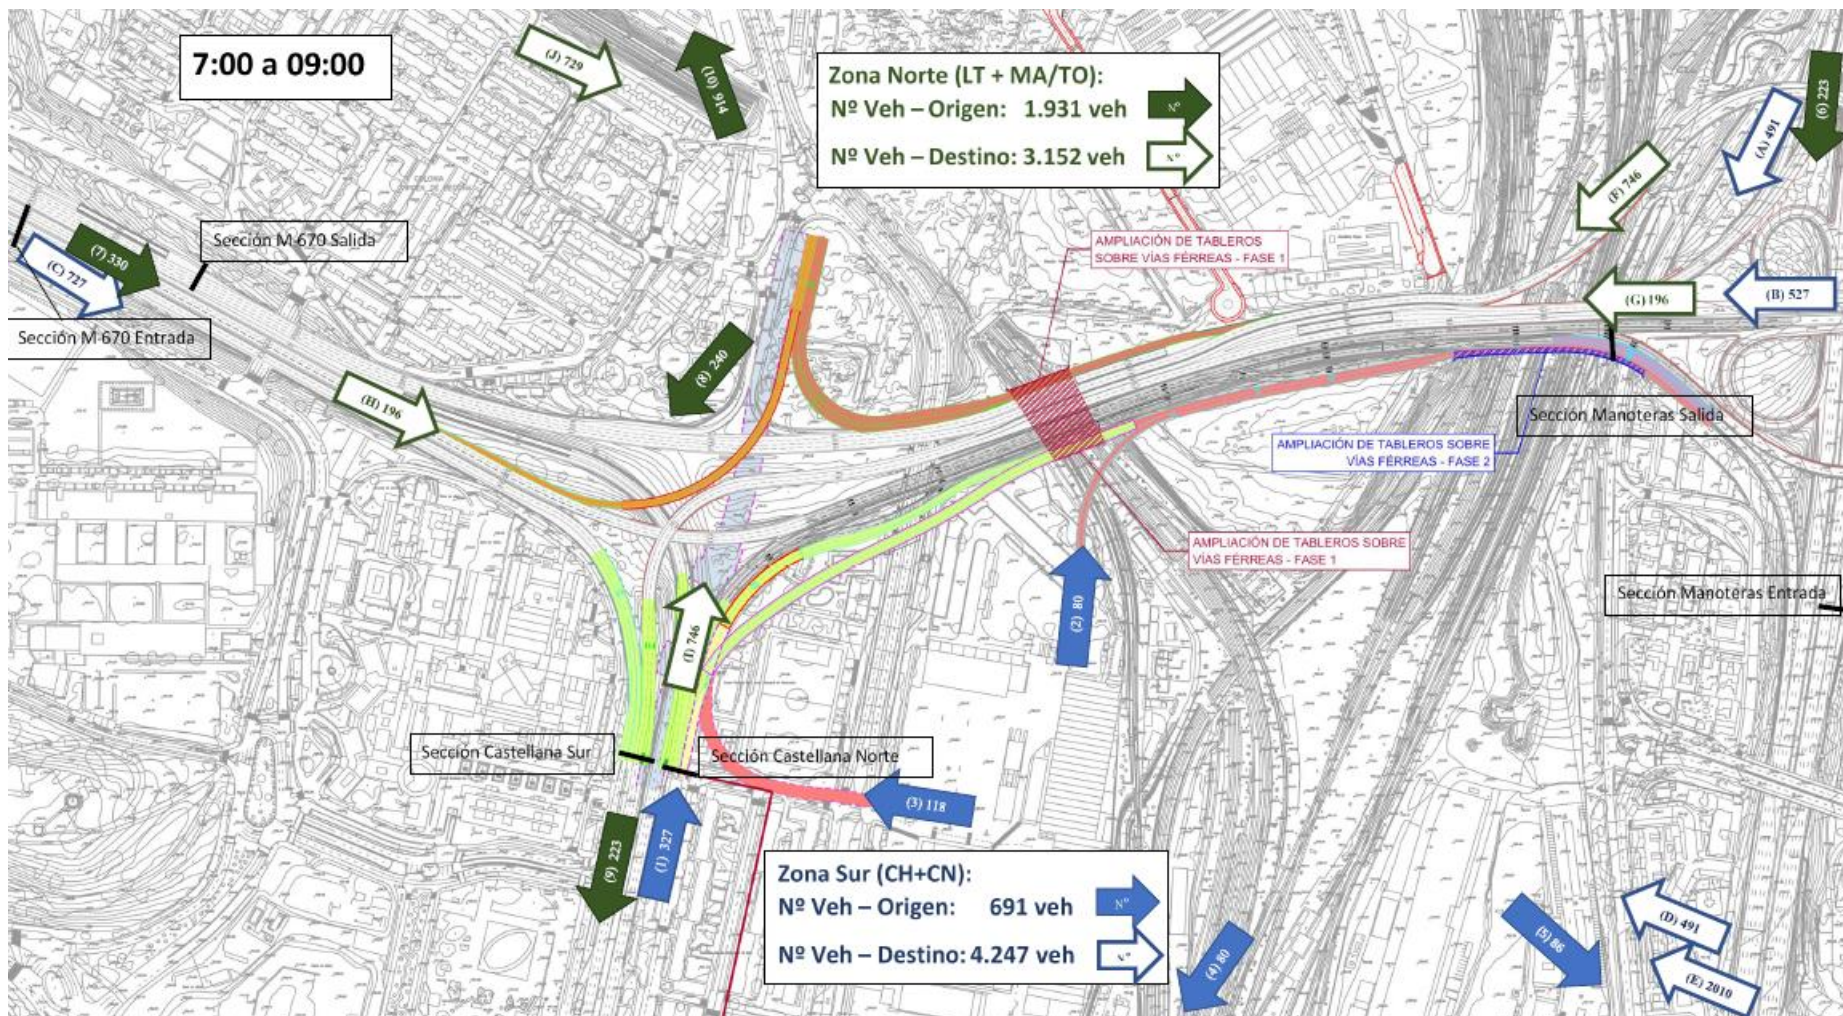 7:00 a 09:00
(J) 729
(10) 914
Zona Norte (LT + MA/TO):
Nº Veh – Origen: 1.931 veh
Nº
Nº Veh – Destino: 3.152 veh
Nº
(6) 223
(A) 491
(F) 746
(G) 196
(B) 527
Sección M-670 Salida
(7) 330
(C) 727
Sección M-670 Entrada
AMPLIACIÓN DE TABLEROS
SOBRE VÍAS FÉRREAS - FASE 1
(8) 240
(H) 196
Sección Manoteras Salida
AMPLIACIÓN DE TABLEROS SOBRE
VÍAS FÉRREAS - FASE 2
AMPLIACIÓN DE TABLEROS SOBRE
VÍAS FÉRREAS - FASE 1
(2) 80
Sección Manoteras Entrada
(I) 746
Sección Castellana Sur
Sección Castellana Norte
(3) 118
(9) 223
(1) 327
Zona Sur (CH+CN):
Nº Veh – Origen: 691 veh
Nº
Nº Veh – Destino: 4.247 veh
Nº
(4) 80
(5) 86
(D) 491
(E) 2010